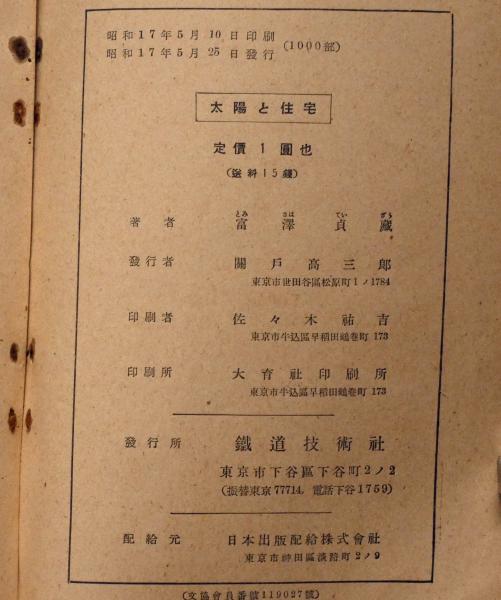 昭和17年5月10日印刷
昭和17年5月25日發行
(1000部)
太陽と住宅
定價1圓也
(送料15錢)
とみ さは てい ざう
著者 富澤貞藏
發行者 關戸高三郎
東京市世田谷區松原町1ノ1784
印刷者 佐々木祐吉
東京市牛込區早稻田鶴巻町173
印刷所 大育社印刷所
東京市牛込區早稻田鶴巻町173
發行所 鐵道技術社
東京市下谷區下谷町2ノ2
(振替東京77714, 電話下谷1759)
配給元 日本出版配給株式會社
東京市神田區淡路町2ノ9
(文協會員番號119027號)